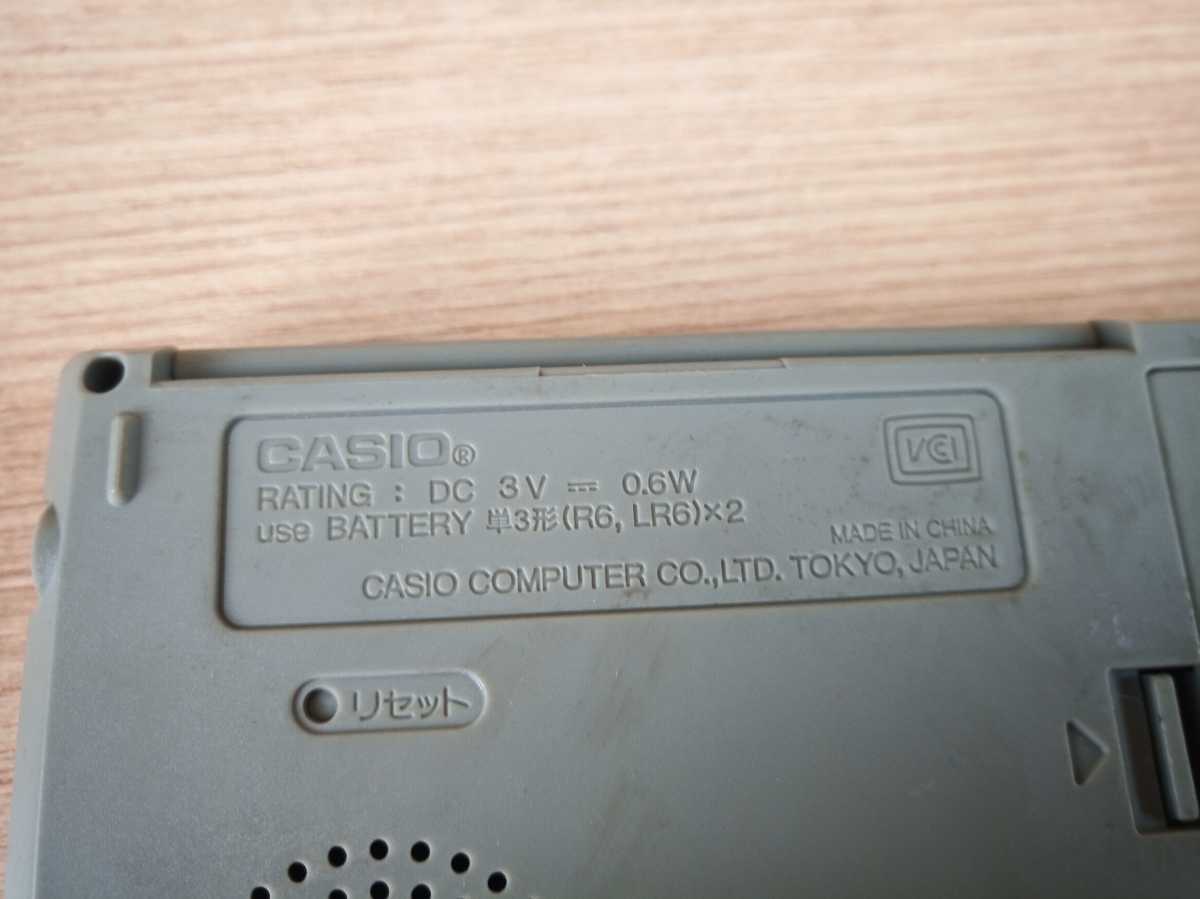 CASIO®
VCI
RATING : DC 3V ⎓ 0.6W
use BATTERY 単3形(R6, LR6)×2
MADE IN CHINA
CASIO COMPUTER CO.,LTD. TOKYO, JAPAN
リセット